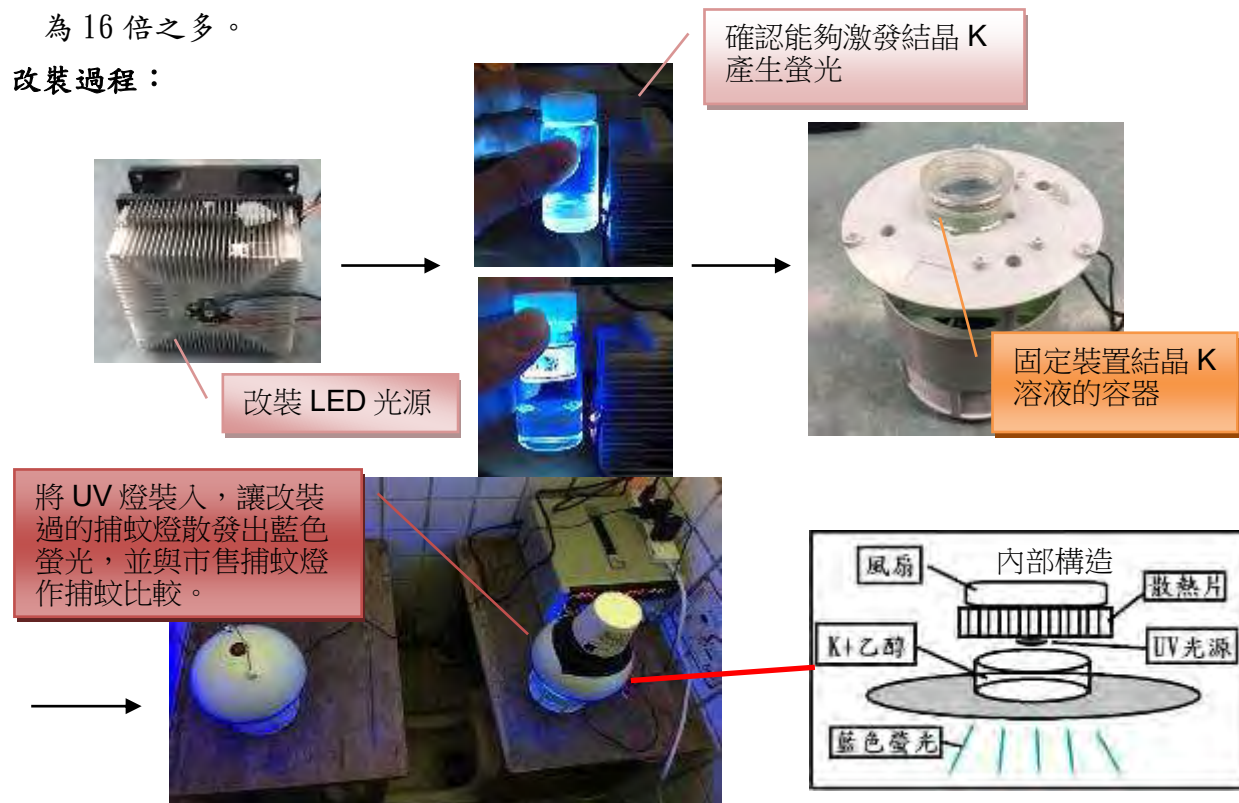 為 16 倍之多。
改裝過程：
確認能夠激發結晶 K
產生螢光
改裝 LED 光源
固定裝置結晶 K
溶液的容器
將 UV 燈裝入，讓改裝
過的捕蚊燈散發出藍色
螢光，並與市售捕蚊燈
作捕蚊比較。
內部構造
風扇
散熱片
K+乙醇
UV光源
藍色螢光